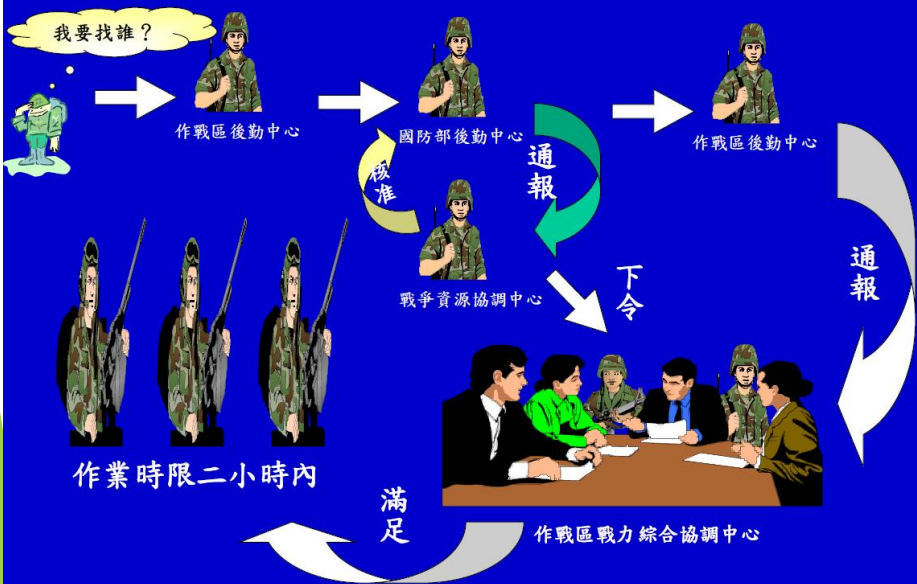 我要找誰？
作戰區後勤中心
國防部後勤中心
作戰區後勤中心
核准
通報
戰爭資源協調中心
下令
通報
作業時限二小時內
滿足
作戰區戰力綜合協調中心